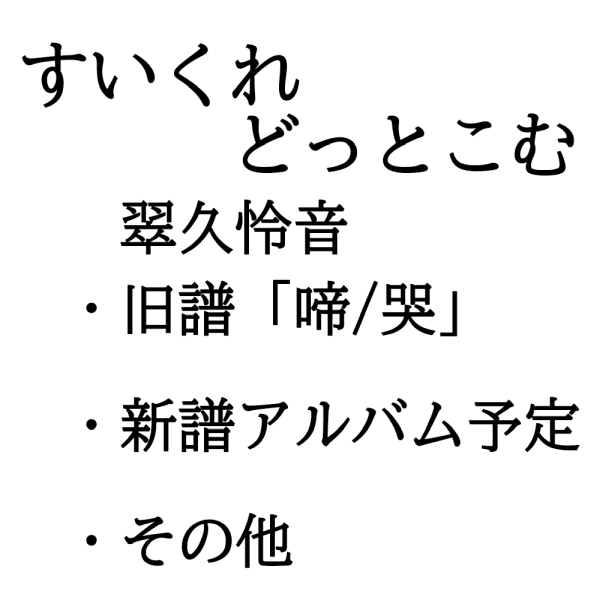 すいくれ
どっとこむ
翠久怜音
・旧譜「啼/哭」
・新譜アルバム予定
・その他